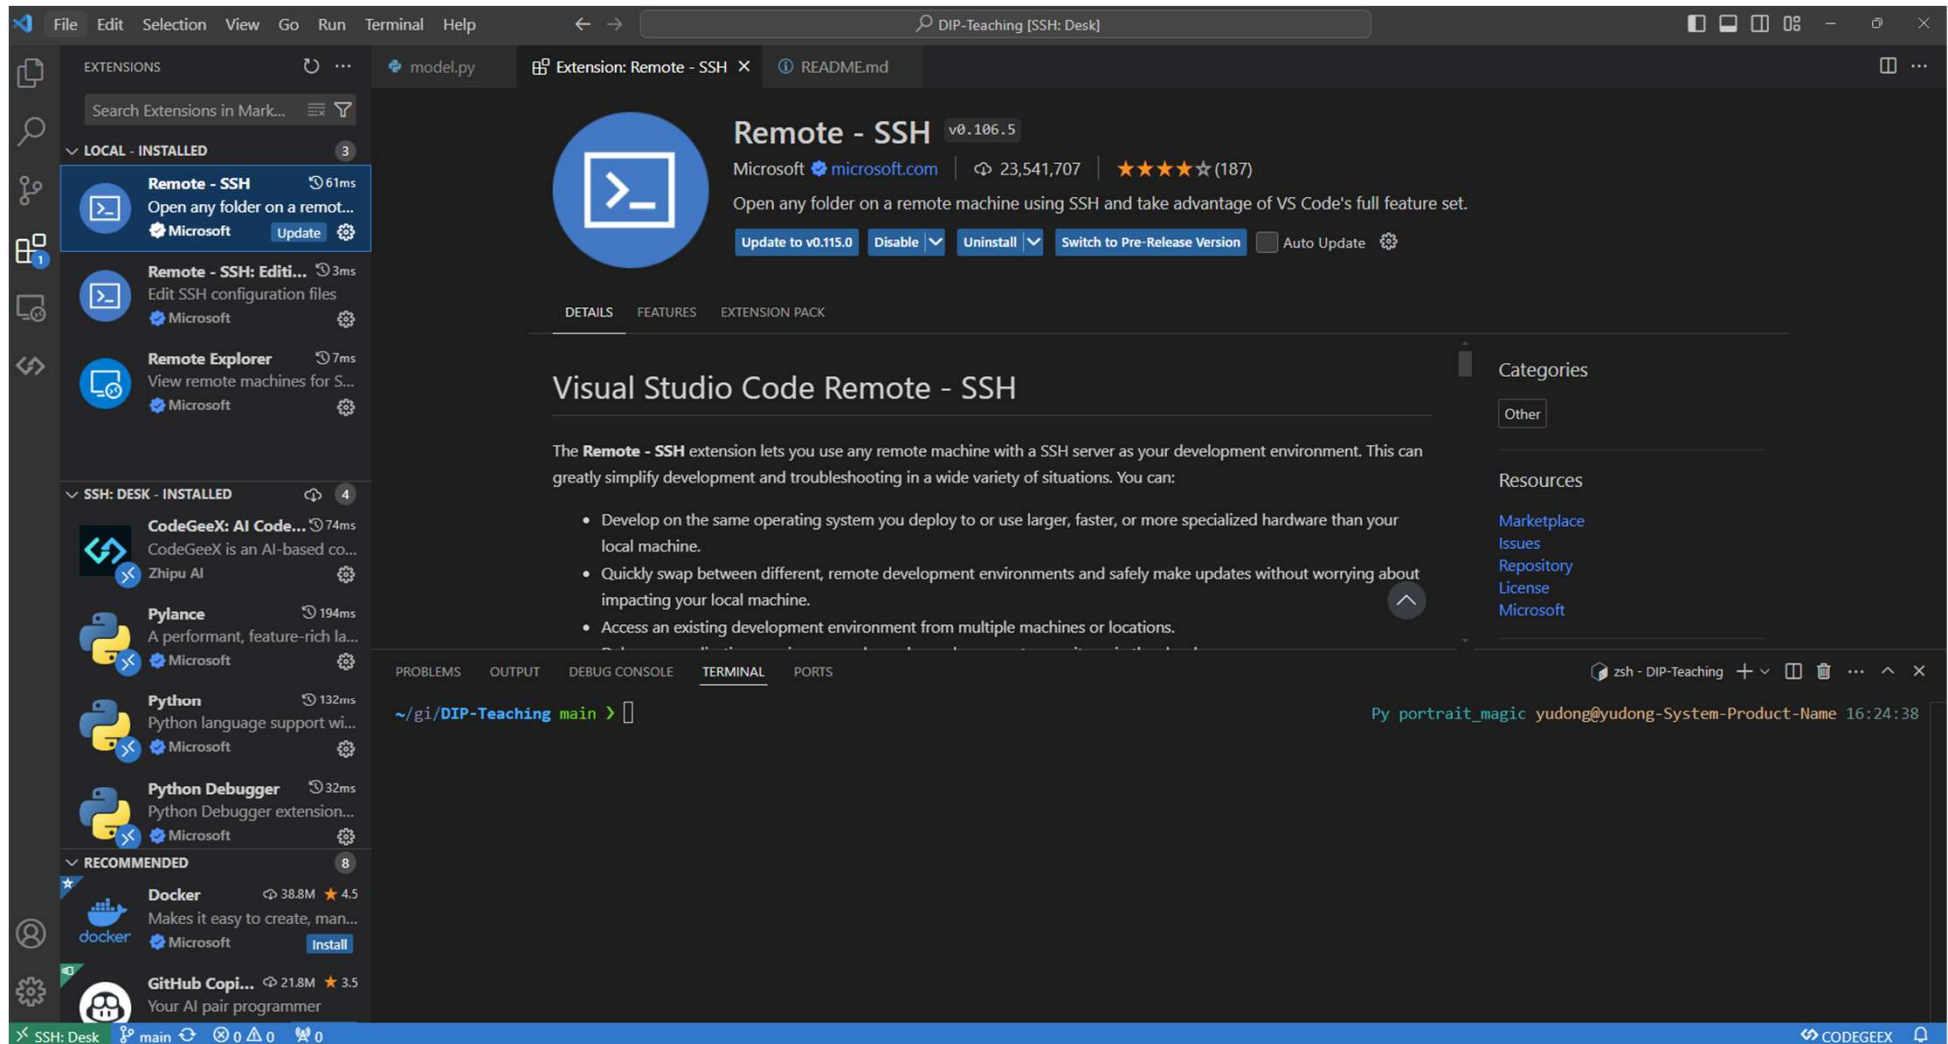 File Edit Selection View Go Run Terminal Help
DIP-Teaching [SSH: Desk]
EXTENSIONS
Search Extensions in Mark...
LOCAL - INSTALLED 3
Remote - SSH 61ms
Open any folder on a remot...
Microsoft Update
Remote - SSH: Editi... 3ms
Edit SSH configuration files
Microsoft
Remote Explorer 7ms
View remote machines for S...
Microsoft
SSH: DESK - INSTALLED 4
CodeGeeX: AI Code... 74ms
CodeGeeX is an AI-based co...
Zhipu AI
Pylance 194ms
A performant, feature-rich la...
Microsoft
Python 132ms
Python language support wi...
Microsoft
Python Debugger 32ms
Python Debugger extension...
Microsoft
RECOMMENDED 8
Docker 38.8M ★ 4.5
Makes it easy to create, man...
docker
Microsoft Install
GitHub Copi... 21.8M ★ 3.5
Your AI pair programmer
1
model.py Extension: Remote - SSH README.md
Remote - SSH v0.106.5
Microsoft microsoft.com 23,541,707 ★★★★☆(187)
Open any folder on a remote machine using SSH and take advantage of VS Code's full feature set.
Update to v0.115.0 Disable Uninstall Switch to Pre-Release Version Auto Update
DETAILS FEATURES EXTENSION PACK
Visual Studio Code Remote - SSH
The Remote - SSH extension lets you use any remote machine with a SSH server as your development environment. This can
greatly simplify development and troubleshooting in a wide variety of situations. You can:
• Develop on the same operating system you deploy to or use larger, faster, or more specialized hardware than your
local machine.
• Quickly swap between different, remote development environments and safely make updates without worrying about
impacting your local machine.
• Access an existing development environment from multiple machines or locations.
Categories
Other
Resources
Marketplace
Issues
Repository
License
Microsoft
PROBLEMS OUTPUT DEBUG CONSOLE TERMINAL PORTS
zsh - DIP-Teaching
~/gi/DIP-Teaching main ❯ Py portrait_magic yudong@yudong-System-Product-Name 16:24:38
SSH: Desk main 0 0 0 CODEGEEX